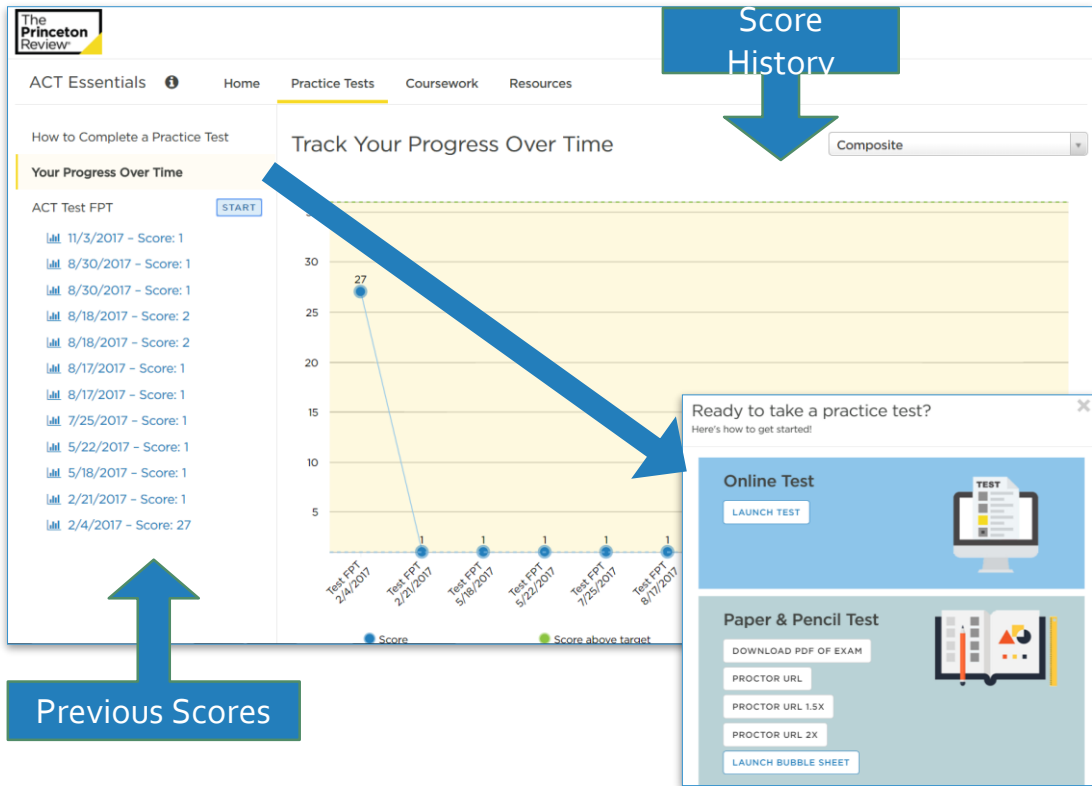 The
Princeton
Review
Score
History
ACT Essentials
Home
Practice Tests
Coursework
Resources
How to Complete a Practice Test
Your Progress Over Time
ACT Test FPT
START
11/3/2017 – Score: 1
8/30/2017 – Score: 1
8/30/2017 – Score: 1
8/18/2017 – Score: 2
8/18/2017 – Score: 2
8/17/2017 – Score: 1
8/17/2017 – Score: 1
7/25/2017 – Score: 1
5/22/2017 – Score: 1
5/18/2017 – Score: 1
2/21/2017 – Score: 1
2/4/2017 – Score: 27
Previous Scores
Track Your Progress Over Time
Composite
30
25
20
15
10
5
27
1
1
1
1
1
Test FPT
2/4/2017
Test FPT
2/21/2017
Test FPT
5/18/2017
Test FPT
5/22/2017
Test FPT
7/25/2017
Test FPT
8/17/2017
Score
Score above target
Ready to take a practice test?
Here's how to get started!
Online Test
LAUNCH TEST
TEST
Paper & Pencil Test
DOWNLOAD PDF OF EXAM
PROCTOR URL
PROCTOR URL 1.5X
PROCTOR URL 2X
LAUNCH BUBBLE SHEET